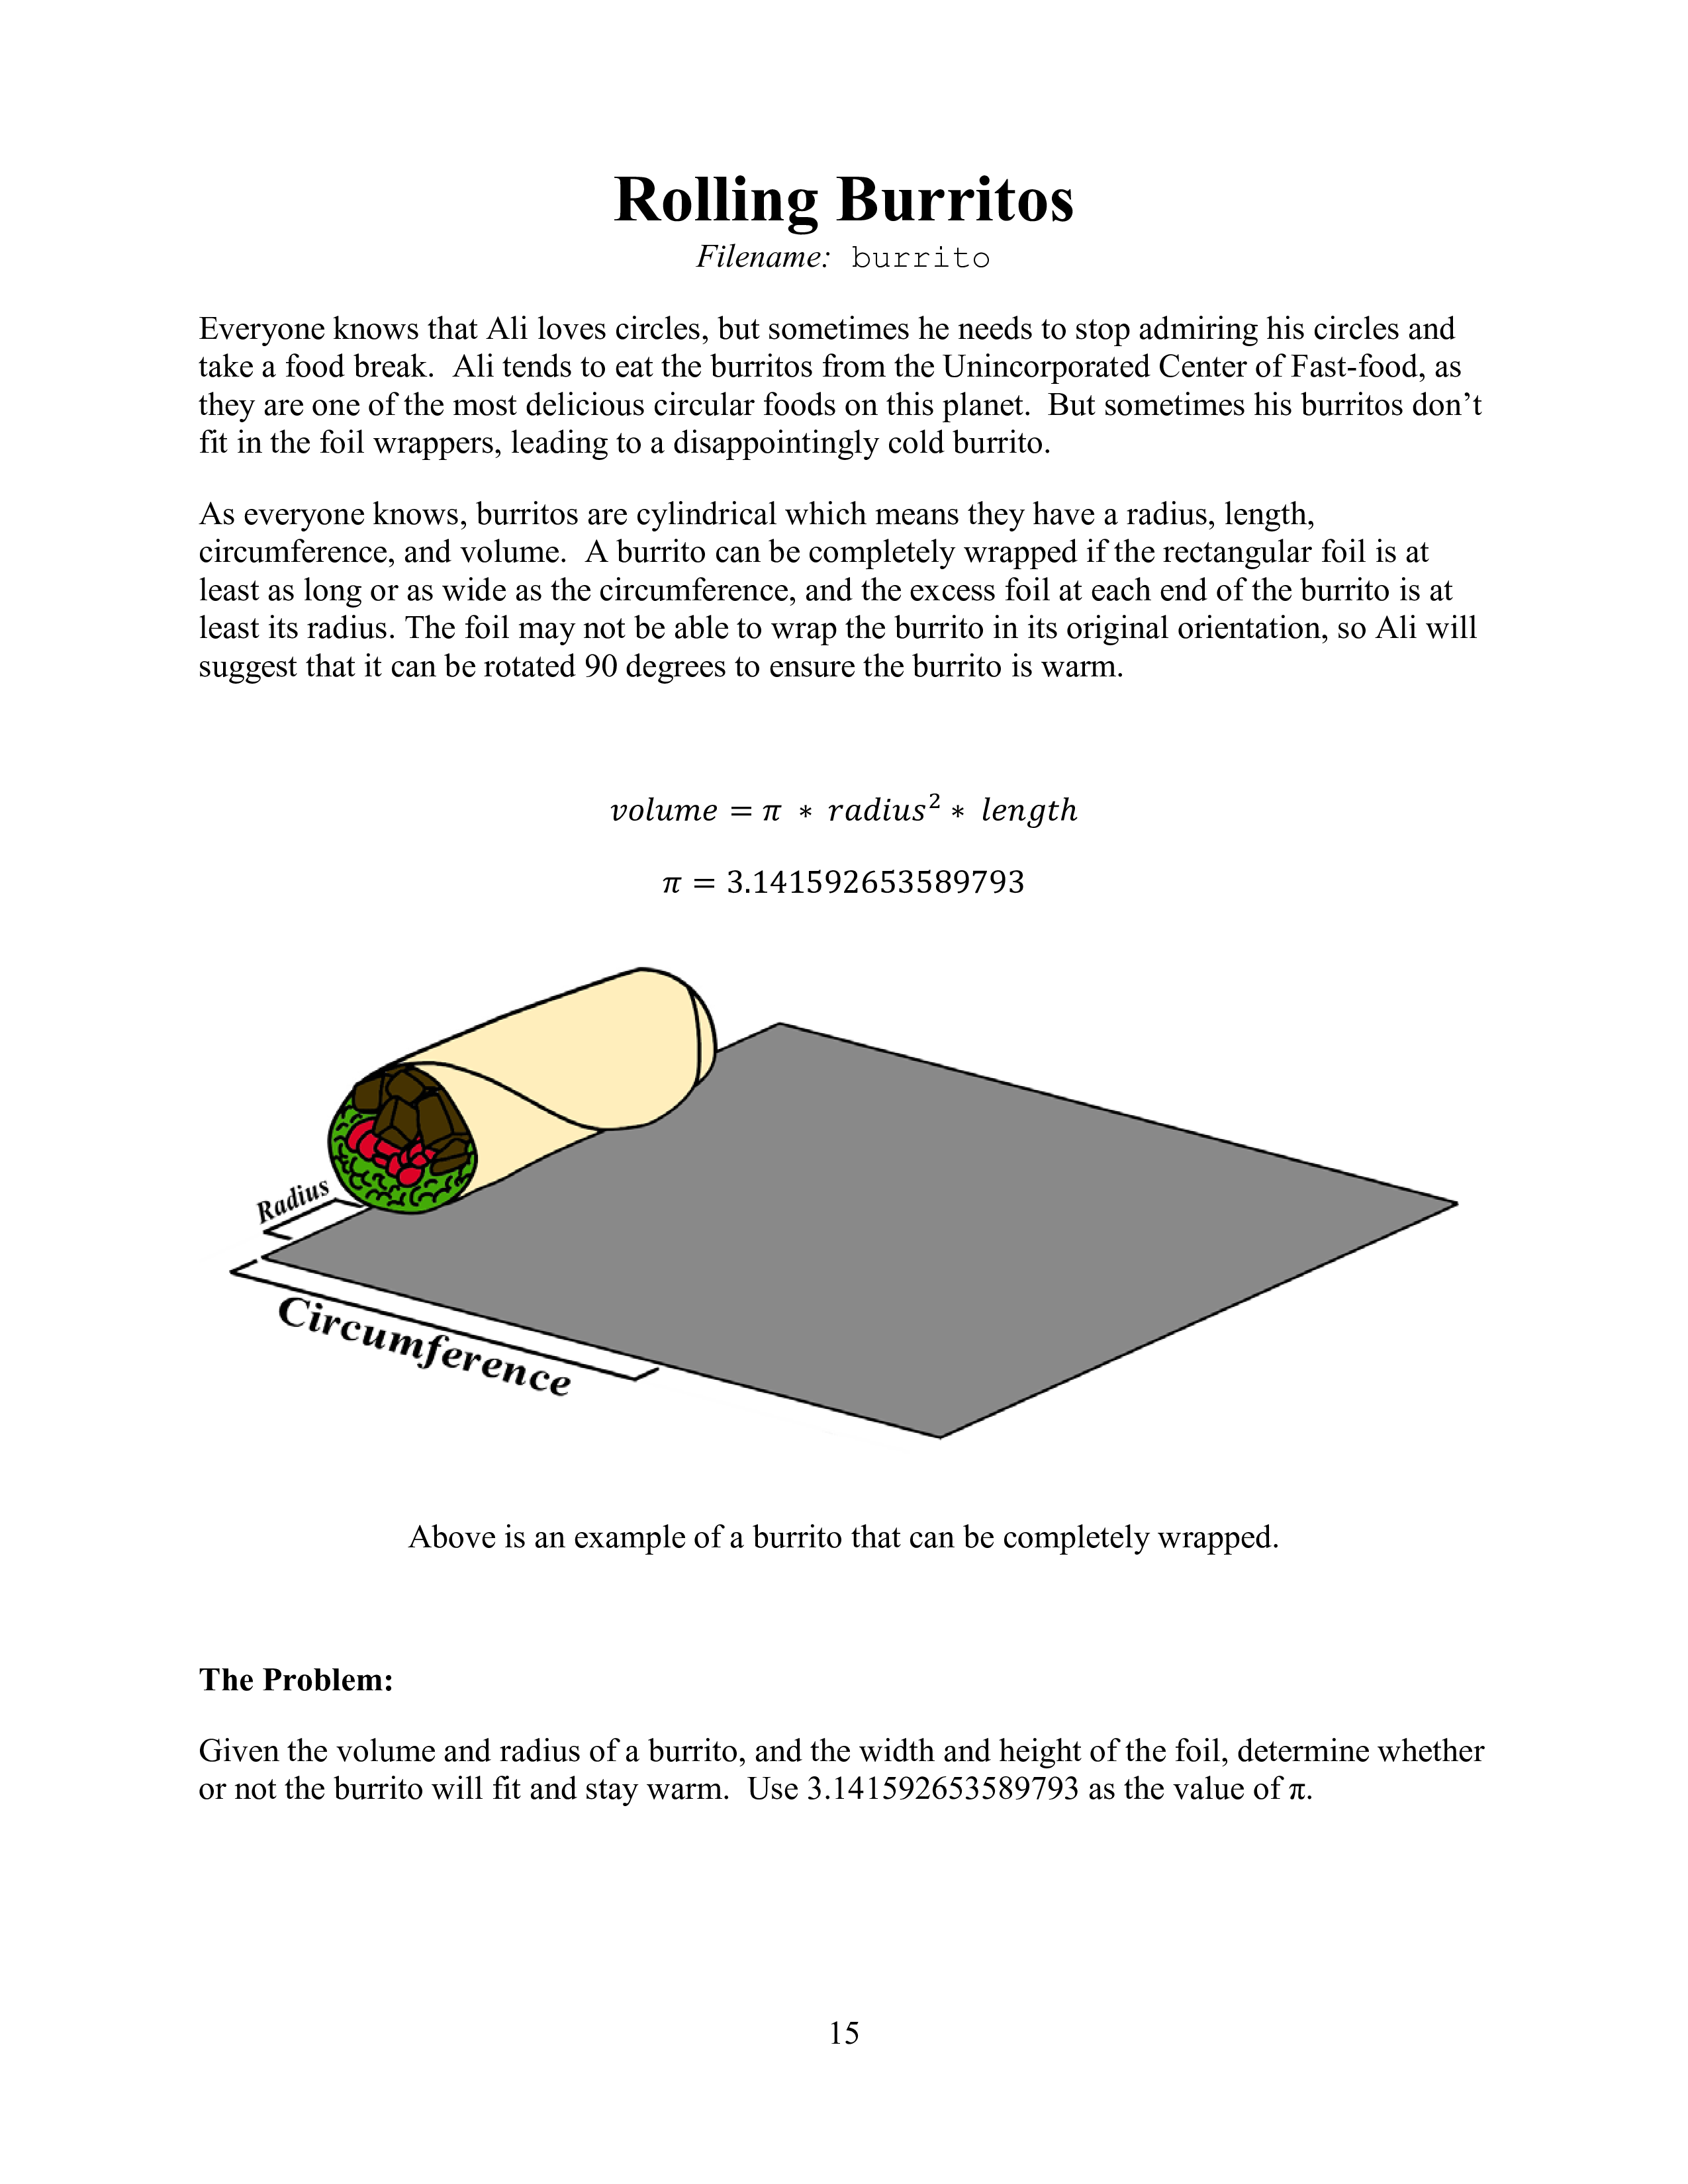 Rolling Burritos
Filename: burrito
Everyone knows that Ali loves circles, but sometimes he needs to stop admiring his circles and
take a food break.  Ali tends to eat the burritos from the Unincorporated Center of Fast-food, as
they are one of the most delicious circular foods on this planet.  But sometimes his burritos don’t
fit in the foil wrappers, leading to a disappointingly cold burrito.
As everyone knows, burritos are cylindrical which means they have a radius, length,
circumference, and volume.  A burrito can be completely wrapped if the rectangular foil is at
least as long or as wide as the circumference, and the excess foil at each end of the burrito is at
least its radius. The foil may not be able to wrap the burrito in its original orientation, so Ali will
suggest that it can be rotated 90 degrees to ensure the burrito is warm.
volume = π ∗ radius² ∗ length
π = 3.141592653589793
Radius
Circumference
Above is an example of a burrito that can be completely wrapped.
The Problem:
Given the volume and radius of a burrito, and the width and height of the foil, determine whether
or not the burrito will fit and stay warm.  Use 3.141592653589793 as the value of π.
15